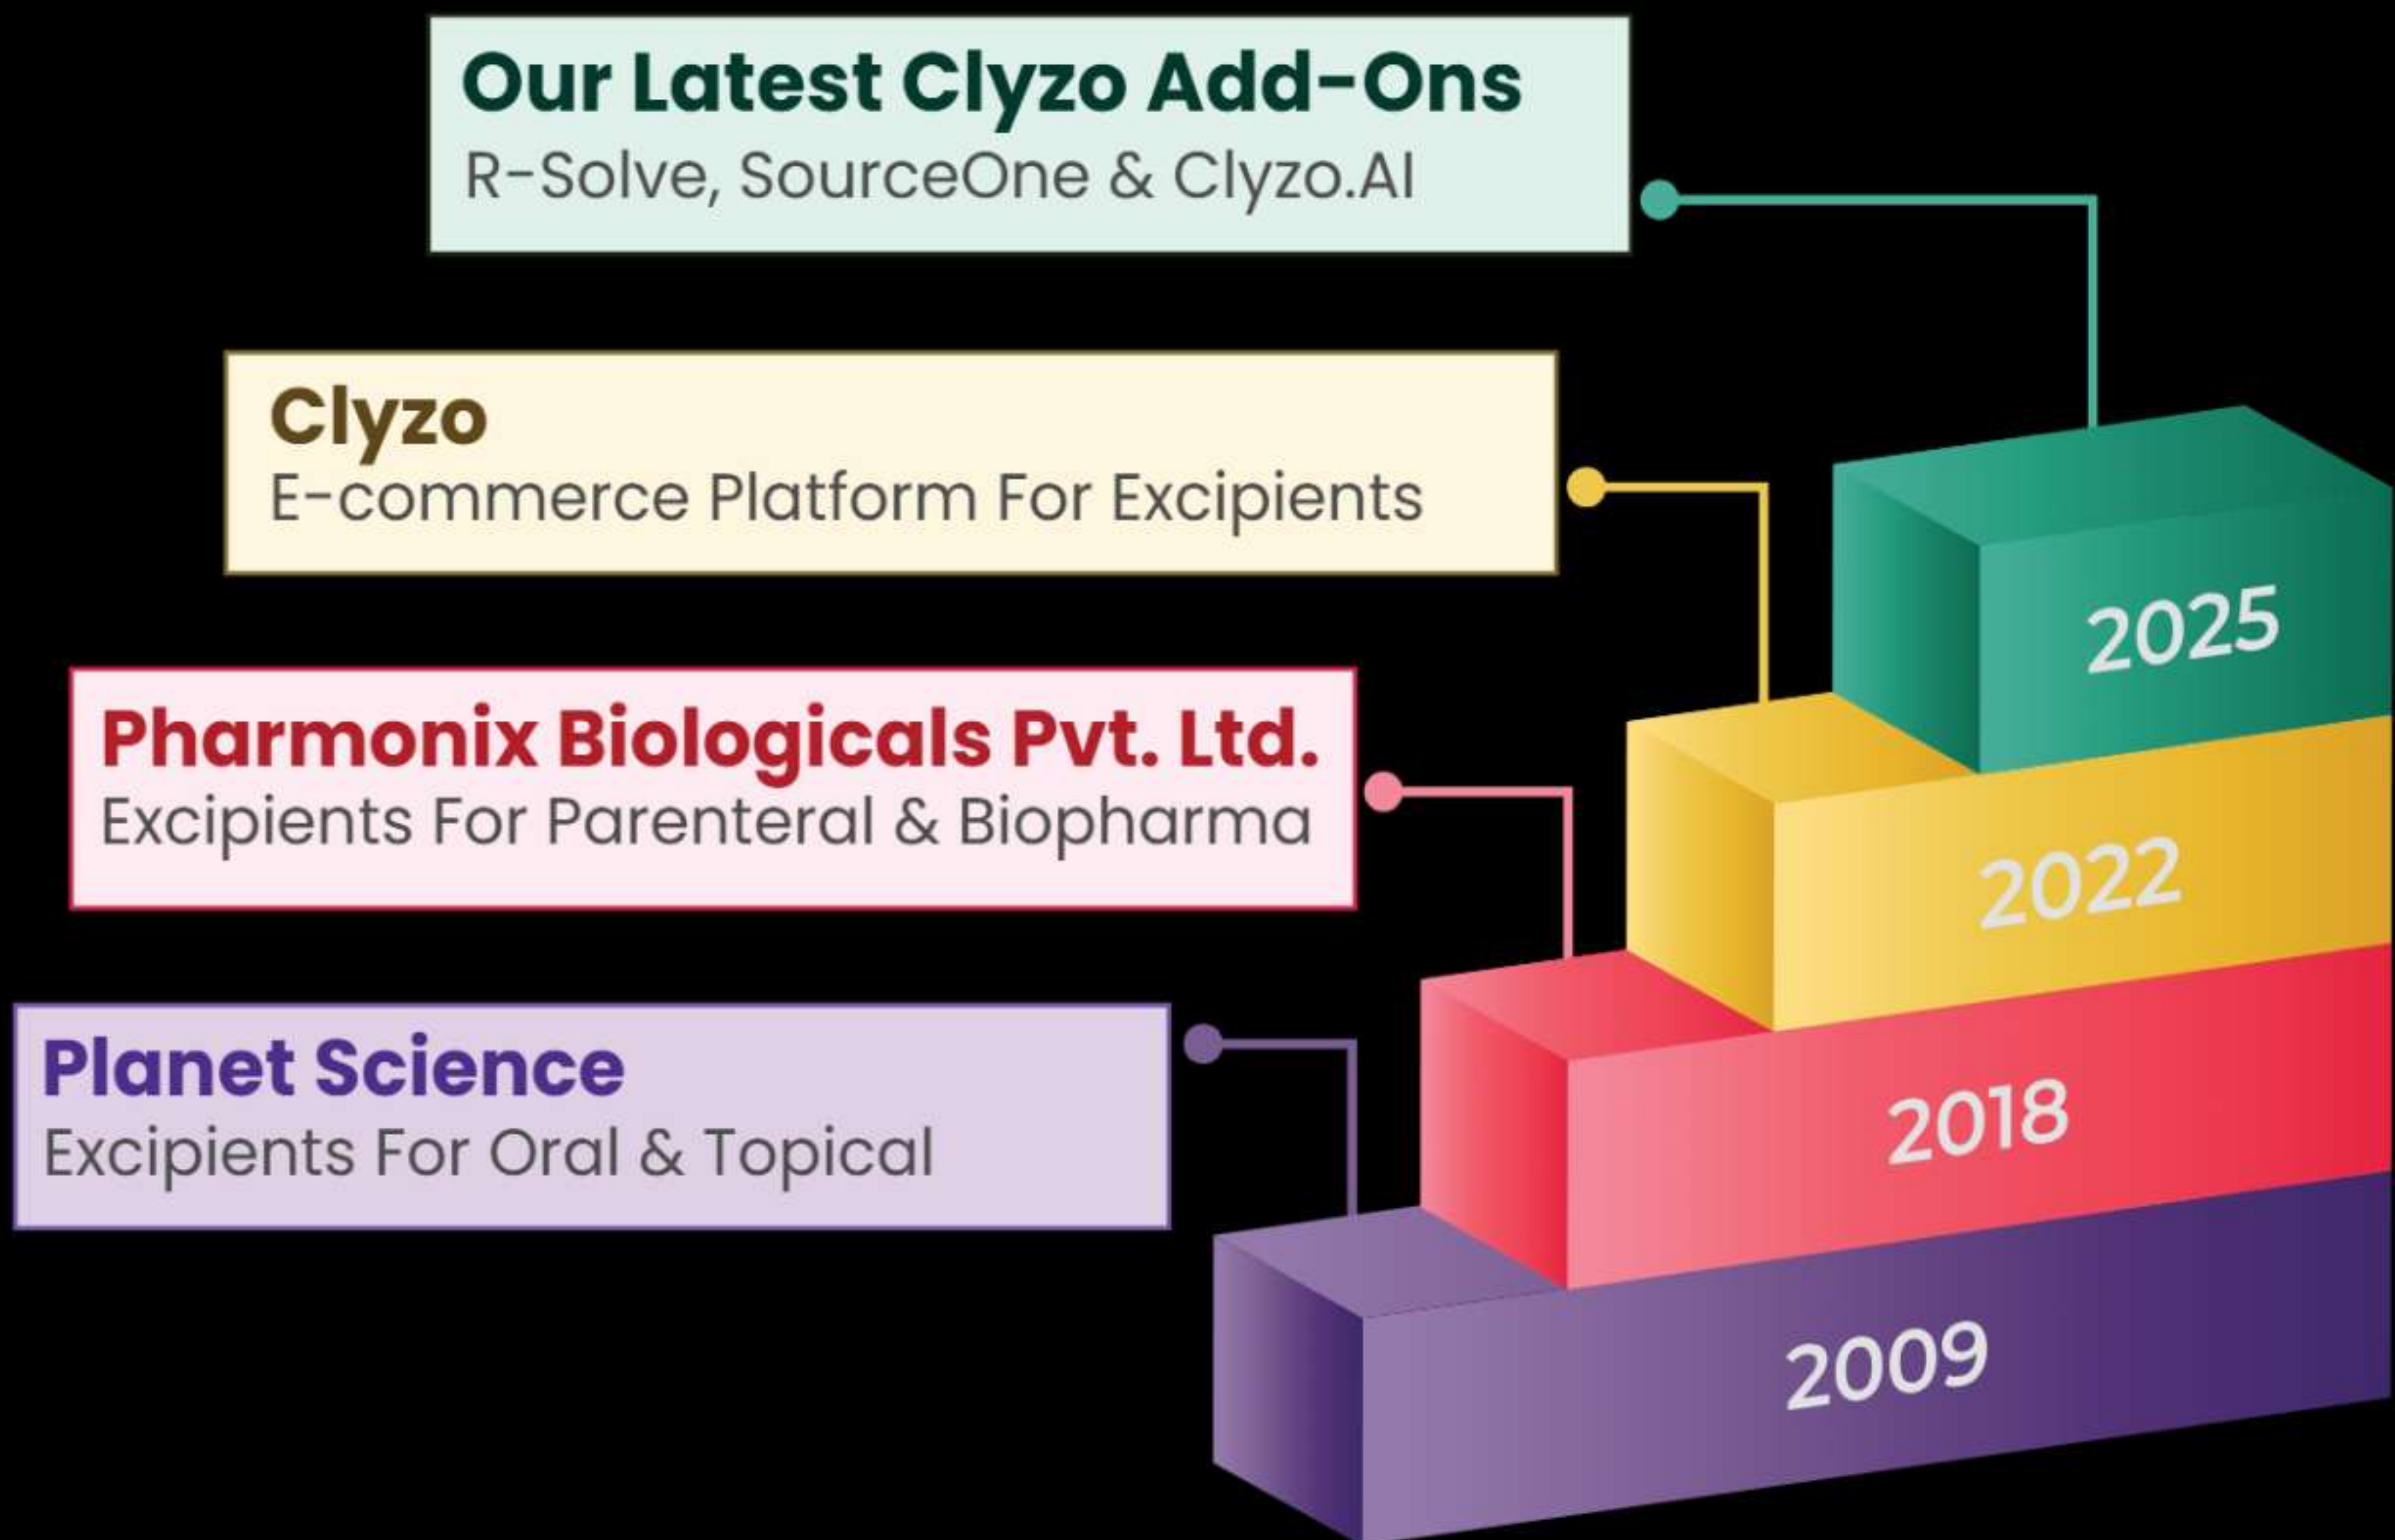 Our Latest Clyzo Add-Ons
R-Solve, SourceOne & Clyzo.AI
Clyzo
E-commerce Platform For Excipients
2025
Pharmonix Biologicals Pvt. Ltd.
Excipients For Parenteral & Biopharma
2022
Planet Science
Excipients For Oral & Topical
2018
2009